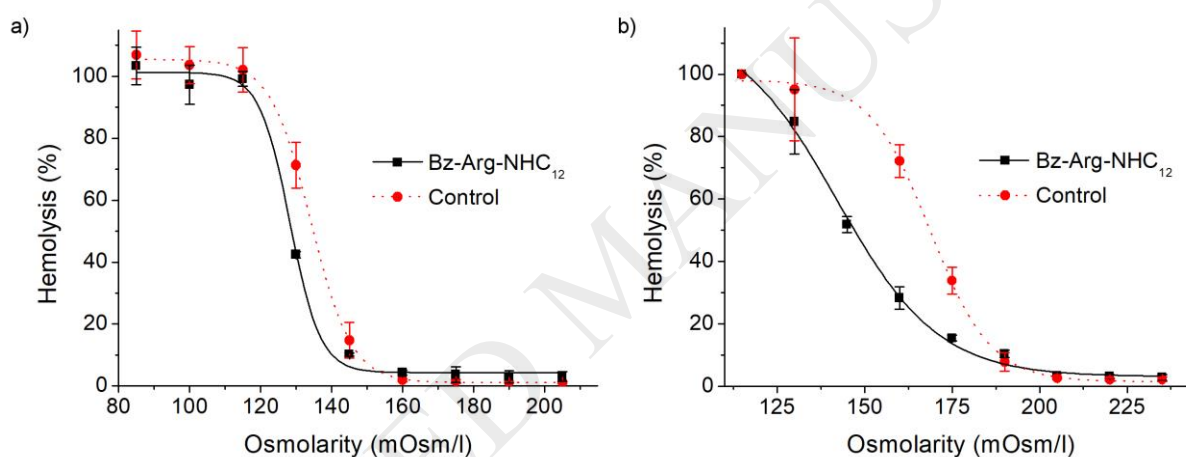 a)
b)
100
80
60
40
20
0
Hemolysis (%)
Bz-Arg-NHC₁₂
Control
80 100 120 140 160 180 200
Osmolarity (mOsm/l)
100
80
60
40
20
0
Hemolysis (%)
Bz-Arg-NHC₁₂
Control
125 150 175 200 225
Osmolarity (mOsm/l)
ED MANUS